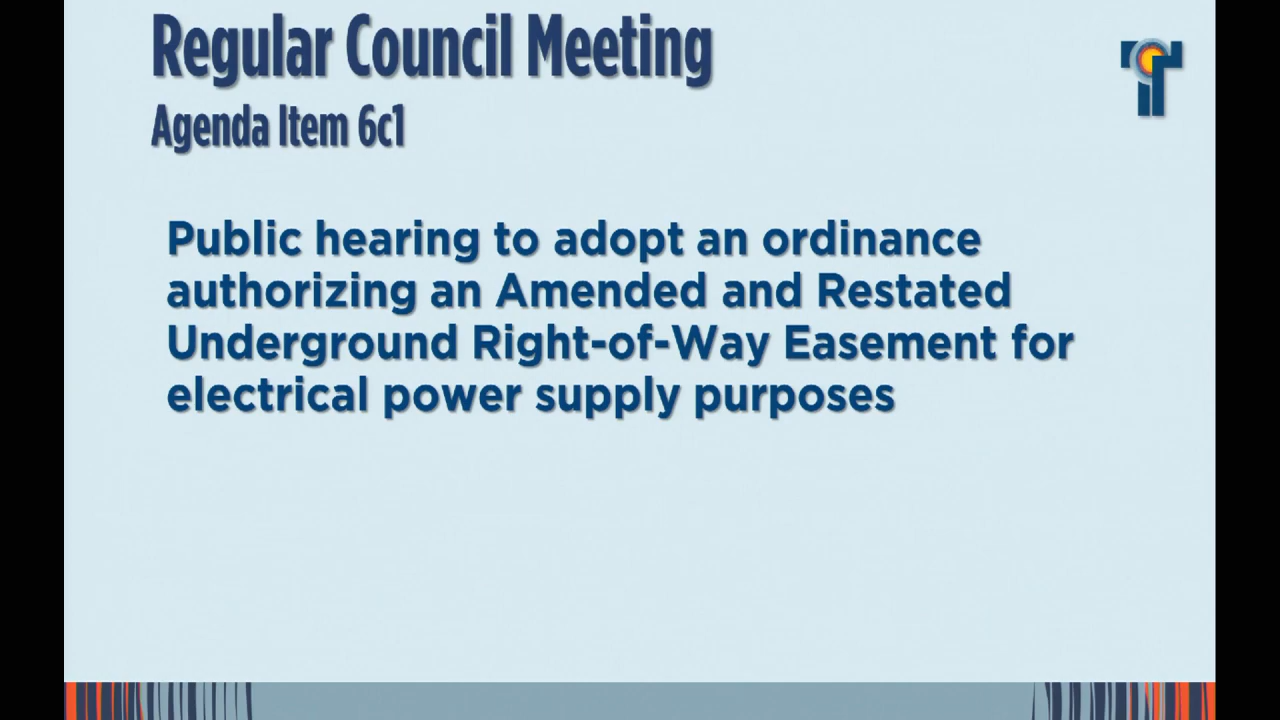 Regular Council Meeting
Agenda Item 6c1
Public hearing to adopt an ordinance
authorizing an Amended and Restated
Underground Right-of-Way Easement for
electrical power supply purposes